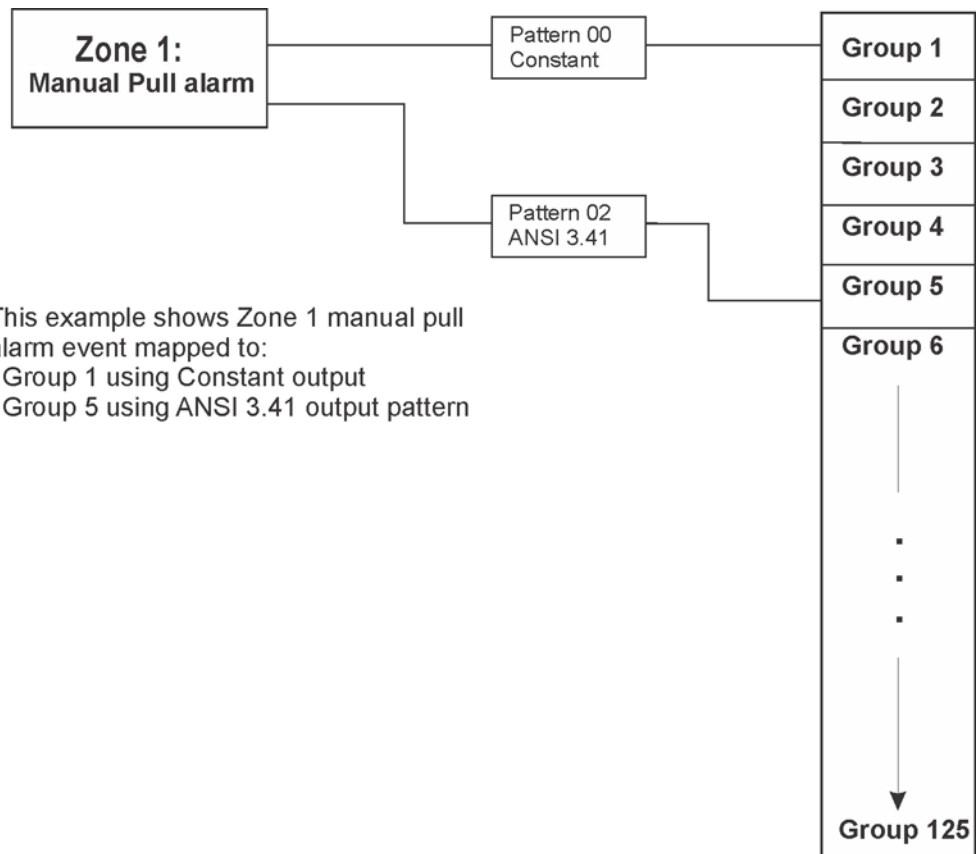 Zone 1:
Manual Pull alarm
Pattern 00
Constant
Pattern 02
ANSI 3.41
This example shows Zone 1 manual pull
alarm event mapped to:
Group 1 using Constant output
Group 5 using ANSI 3.41 output pattern
Group 1
Group 2
Group 3
Group 4
Group 5
Group 6
Group 125